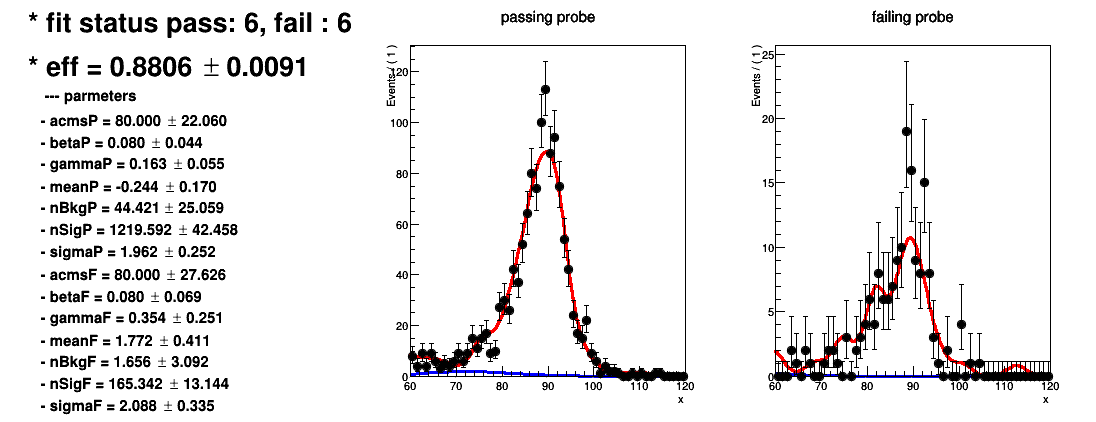 * fit status pass: 6, fail : 6
* eff = 0.8806 ± 0.0091
--- parmeters
- acmsP = 80.000 ± 22.060
- betaP = 0.080 ± 0.044
- gammaP = 0.163 ± 0.055
- meanP = -0.244 ± 0.170
- nBkgP = 44.421 ± 25.059
- nSigP = 1219.592 ± 42.458
- sigmaP = 1.962 ± 0.252
- acmsF = 80.000 ± 27.626
- betaF = 0.080 ± 0.069
- gammaF = 0.354 ± 0.251
- meanF = 1.772 ± 0.411
- nBkgF = 1.656 ± 3.092
- nSigF = 165.342 ± 13.144
- sigmaF = 2.088 ± 0.335
passing probe
Events / ( 1 )
120
100
80
60
40
20
0
60 70 80 90 100 110 120
x
failing probe
Events / ( 1 )
25
20
15
10
5
0
60 70 80 90 100 110 120
x